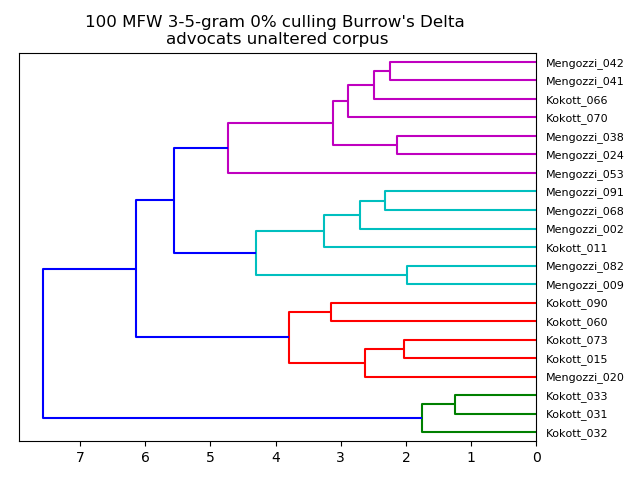 100 MFW 3-5-gram 0% culling Burrow's Delta
advocats unaltered corpus
Mengozzi_042
Mengozzi_041
Kokott_066
Kokott_070
Mengozzi_038
Mengozzi_024
Mengozzi_053
Mengozzi_091
Mengozzi_068
Mengozzi_002
Kokott_011
Mengozzi_082
Mengozzi_009
Kokott_090
Kokott_060
Kokott_073
Kokott_015
Mengozzi_020
Kokott_033
Kokott_031
Kokott_032
7 6 5 4 3 2 1 0